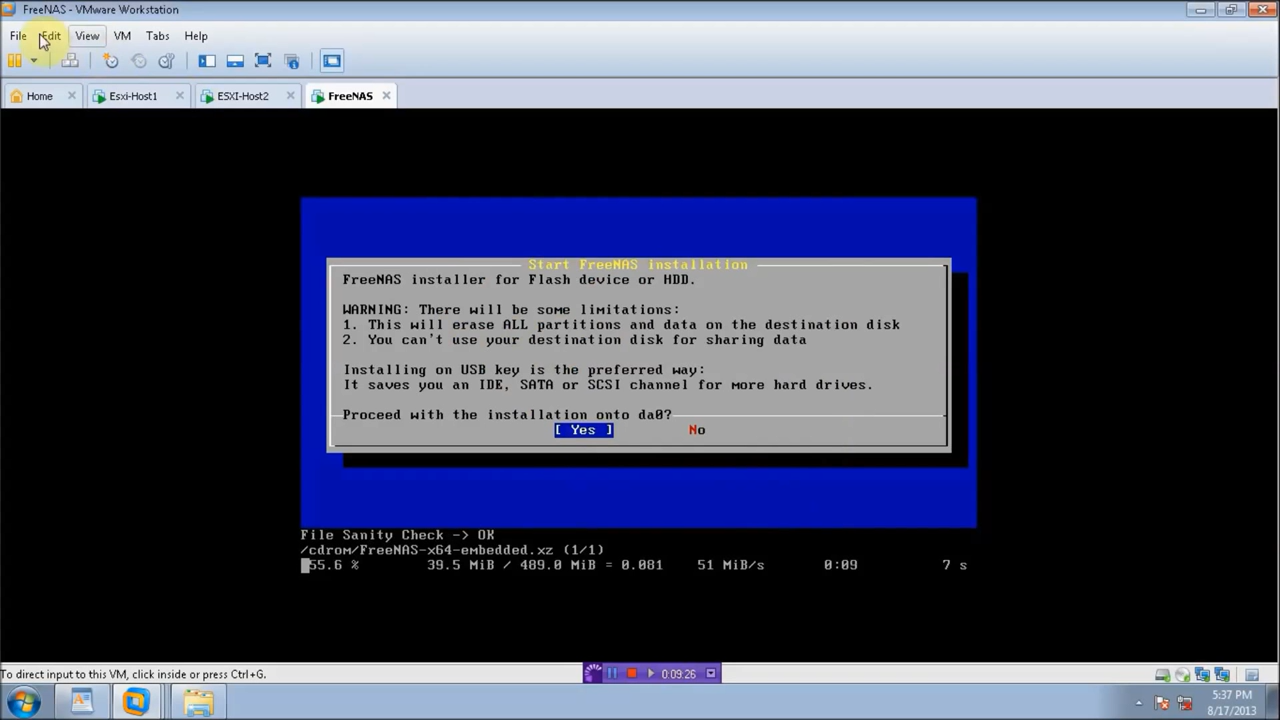 FreeNAS - VMware Workstation
File Edit View VM Tabs Help
Home Esxi-Host1 ESXI-Host2 FreeNAS
Start FreeNAS installation
FreeNAS installer for Flash device or HDD.
WARNING: There will be some limitations:
1. This will erase ALL partitions and data on the destination disk
2. You can't use your destination disk for sharing data
Installing on USB key is the preferred way:
It saves you an IDE, SATA or SCSI channel for more hard drives.
Proceed with the installation onto da0?
[ Yes ] No
File Sanity Check -> OK
/cdrom/FreeNAS-x64-embedded.xz (1/1)
55.6 % 39.5 MiB / 489.0 MiB = 0.081 51 MiB/s 0:09 7 s
To direct input to this VM, click inside or press Ctrl+G.
0:09:26
5:37 PM
8/17/2013